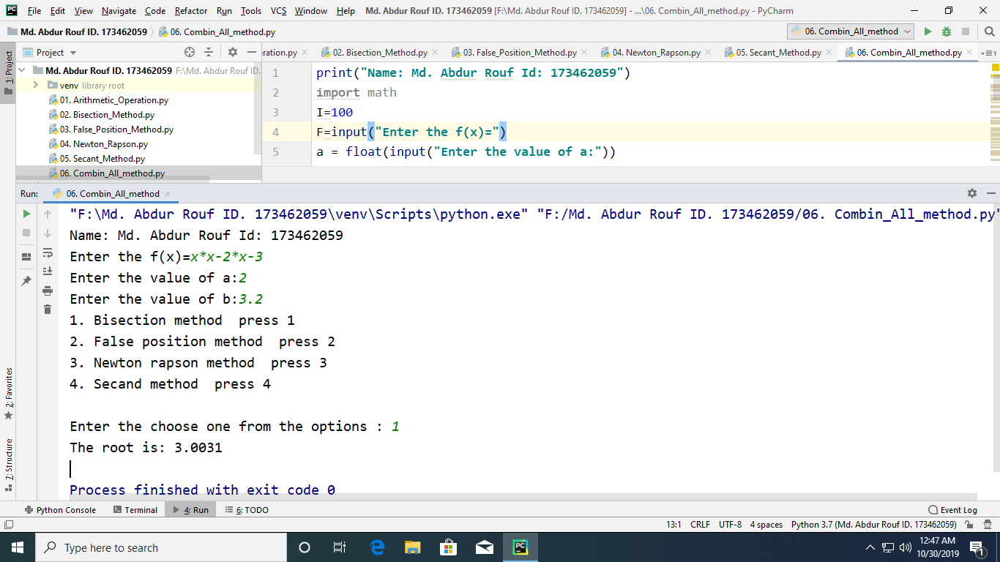 File Edit View Navigate Code Refactor Run Tools VCS Window Help Md. Abdur Rouf ID. 173462059 [F:\Md. Abdur Rouf ID. 173462059] - ...\06. Combin_All_method.py - PyCharm
Md. Abdur Rouf ID. 173462059 06. Combin_All_method.py 06. Combin_All_method
Project eration.py 02. Bisection_Method.py 03. False_Position_Method.py 04. Newton_Rapson.py 05. Secant_Method.py 06. Combin_All_method.py
1: Project
Md. Abdur Rouf ID. 173462059 F:\Md. Abdur Rouf ID.
venv library root
01. Arithmetic_Operation.py
02. Bisection_Method.py
03. False_Position_Method.py
04. Newton_Rapson.py
05. Secant_Method.py
06. Combin_All_method.py
1 print("Name: Md. Abdur Rouf Id: 173462059")
2 import math
3 I=100
4 F=input("Enter the f(x)=")
5 a = float(input("Enter the value of a:"))
Run: 06. Combin_All_method
"F:\Md. Abdur Rouf ID. 173462059\venv\Scripts\python.exe" "F:/Md. Abdur Rouf ID. 173462059/06. Combin_All_method.py"
Name: Md. Abdur Rouf Id: 173462059
Enter the f(x)=x*x-2*x-3
Enter the value of a:2
Enter the value of b:3.2
1. Bisection method  press 1
2. False position method  press 2
3. Newton rapson method  press 3
4. Secand method  press 4
Enter the choose one from the options : 1
The root is: 3.0031
Process finished with exit code 0
2: Favorites
7: Structure
Python Console Terminal 4: Run 6: TODO Event Log
13:1 CRLF UTF-8 4 spaces Python 3.7 (Md. Abdur Rouf ID. 173462059)
Type here to search
12:47 AM
10/30/2019
1